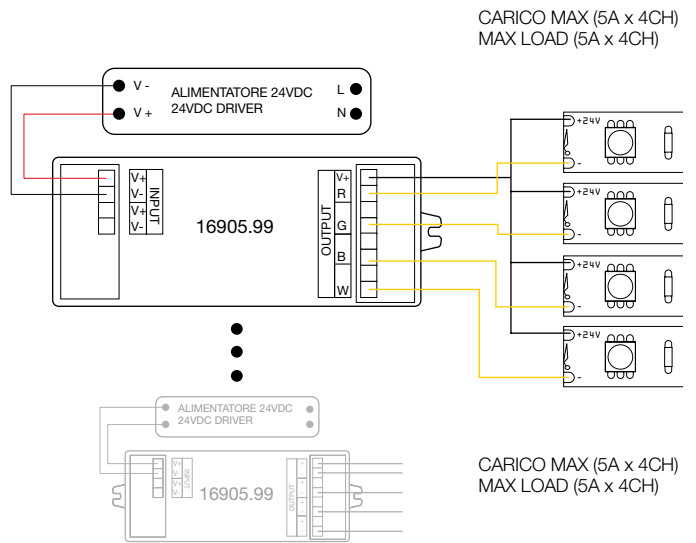 CARICO MAX (5A x 4CH)
MAX LOAD (5A x 4CH)
V -
ALIMENTATORE 24VDC
L
V +
24VDC DRIVER
N
V+
V-
V+
V-
INPUT
16905.99
OUTPUT
V+
R
G
B
W
+24V
-
+24V
-
+24V
-
+24V
-
ALIMENTATORE 24VDC
24VDC DRIVER
V+
V-
V+
V-
INPUT
16905.99
OUTPUT
CARICO MAX (5A x 4CH)
MAX LOAD (5A x 4CH)